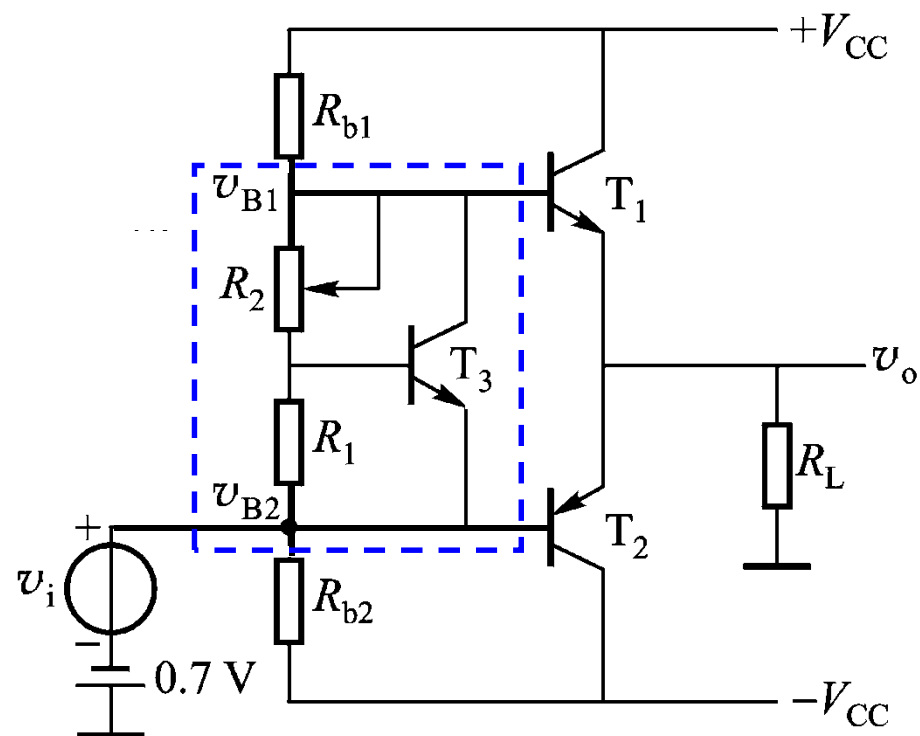 +V_CC
R_b1
v_B1
T_1
...
R_2
T_3
v_o
R_1
R_L
v_B2
+
T_2
v_i
R_b2
−
0.7 V
−V_CC